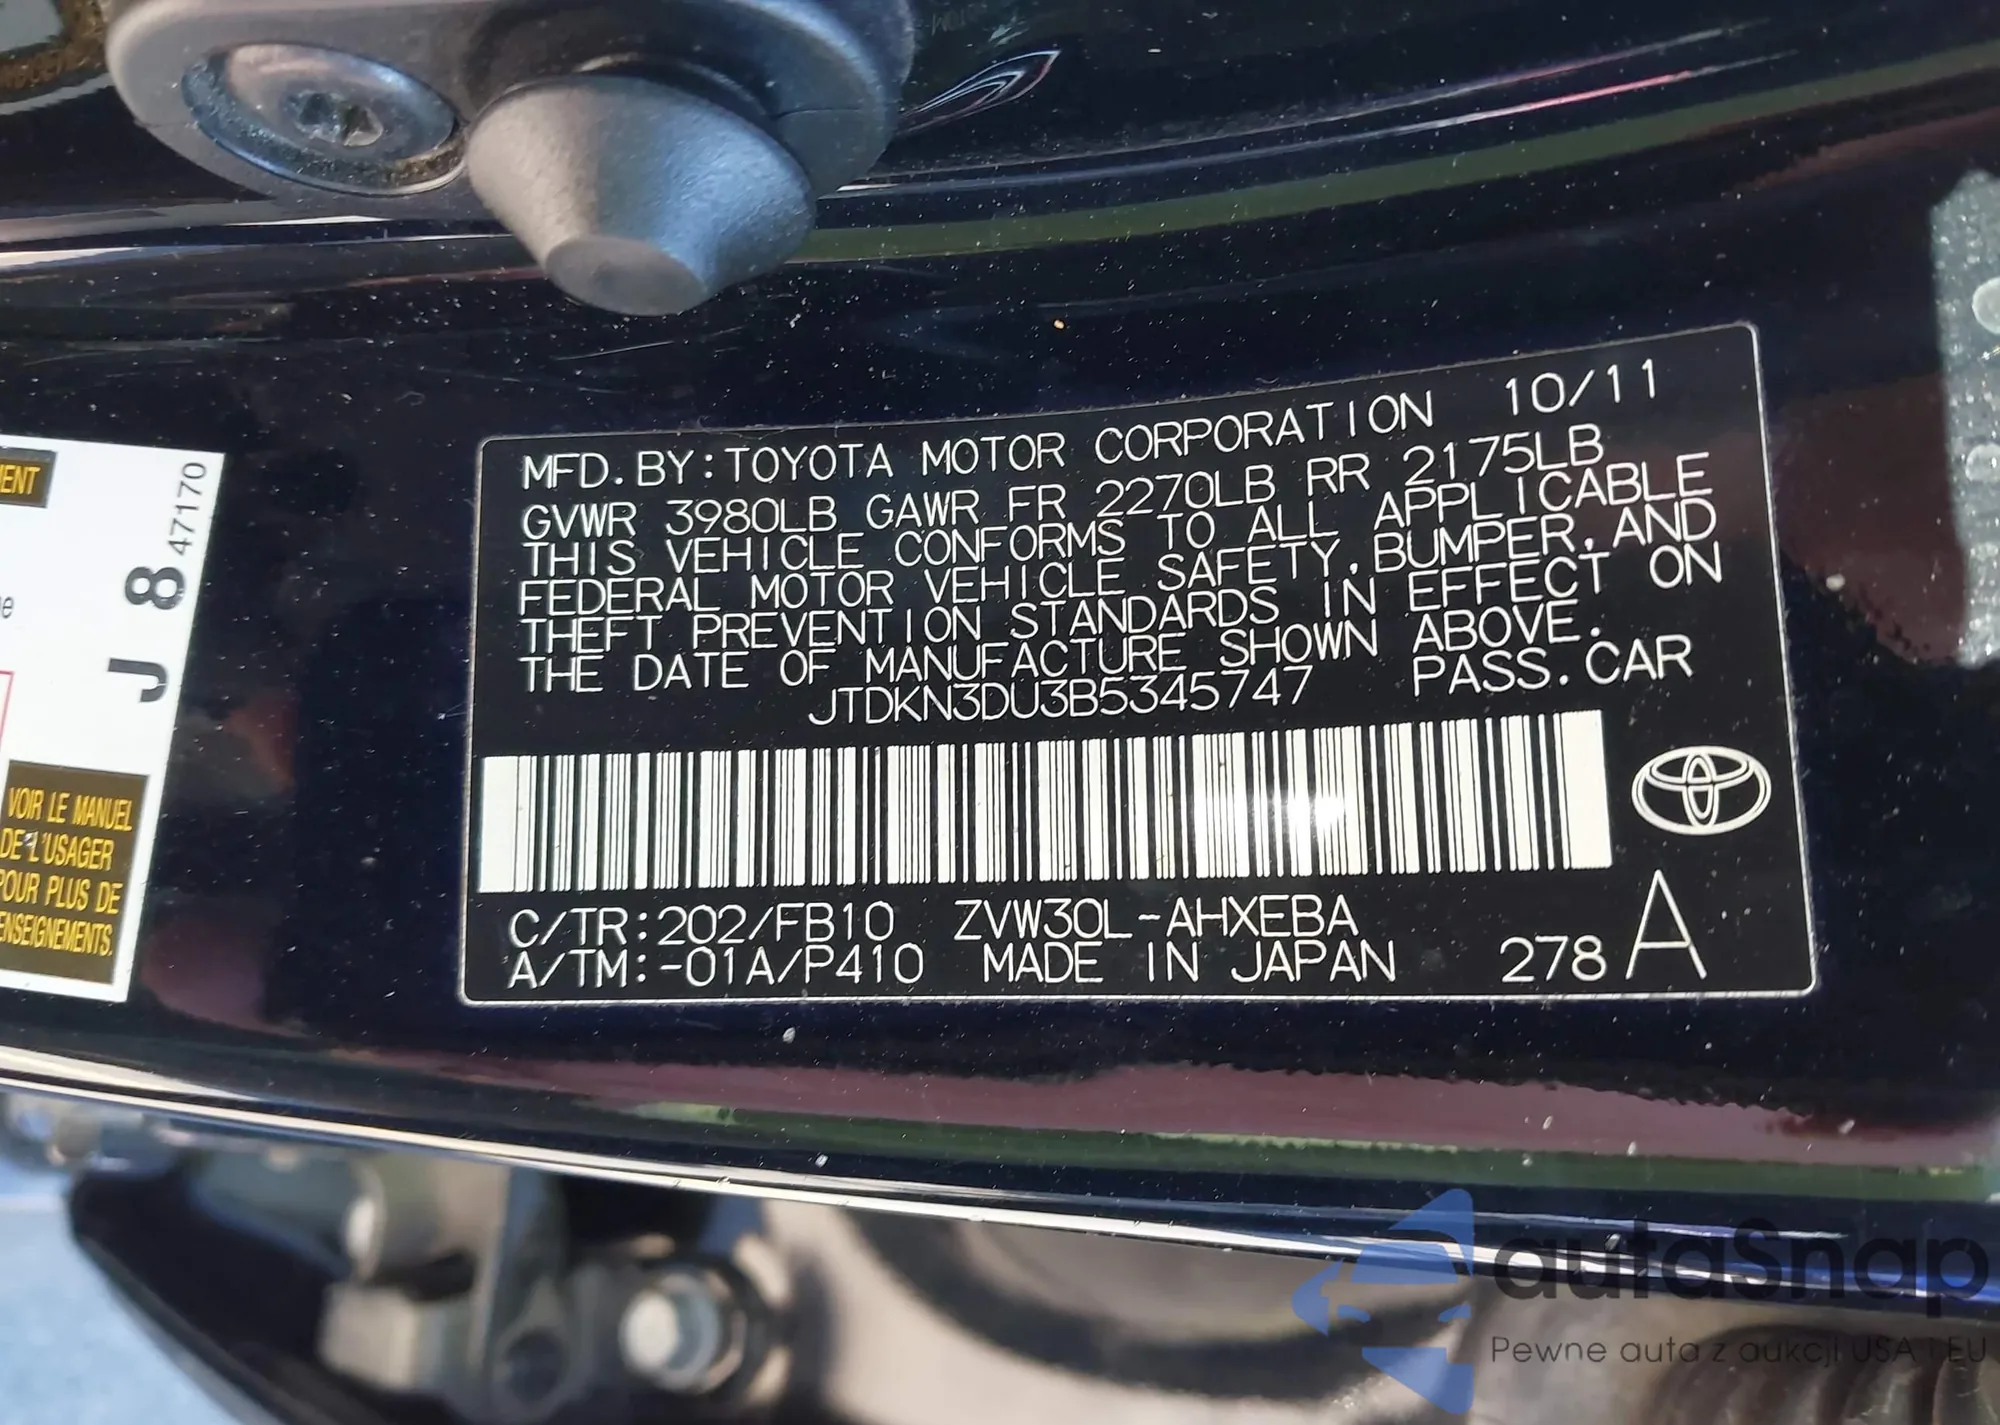 MENT
J 8 47170
VOIR LE MANUEL
DE L'USAGER
POUR PLUS DE
ENSEIGNEMENTS.
MFD.BY:TOYOTA MOTOR CORPORATION 10/11
GVWR 3980LB GAWR FR 2270LB RR 2175LB
THIS VEHICLE CONFORMS TO ALL APPLICABLE
FEDERAL MOTOR VEHICLE SAFETY,BUMPER,AND
THEFT PREVENTION STANDARDS IN EFFECT ON
THE DATE OF MANUFACTURE SHOWN ABOVE.
JTDKN3DU3B5345747 PASS.CAR
C/TR:202/FB10 ZVW30L-AHXEBA
A/TM:-01A/P410 MADE IN JAPAN 278 A
autaSnap
Pewne auta z aukcji USA i EU